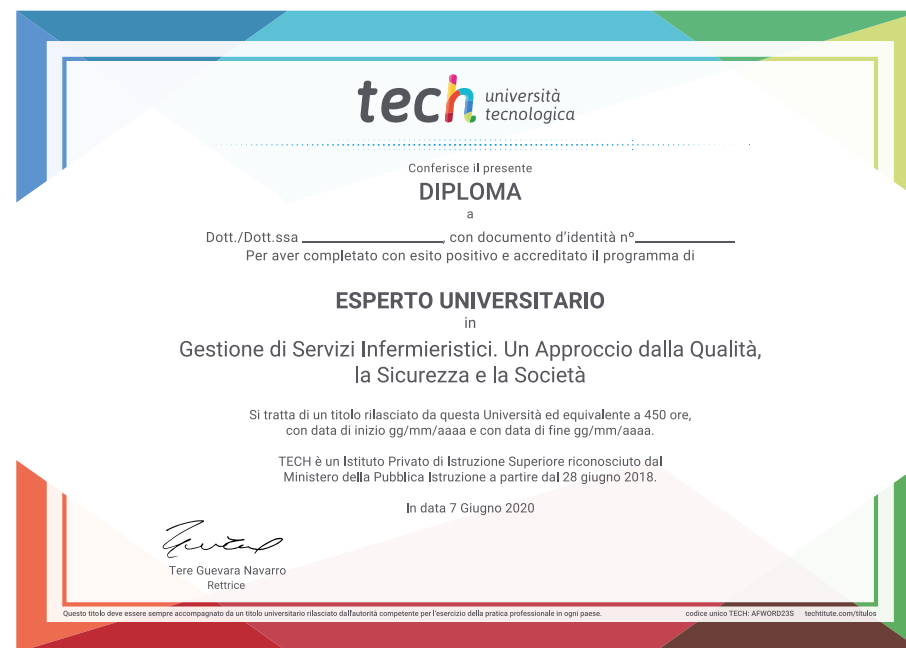 tech università
tecnologica
Conferisce il presente
DIPLOMA
a
Dott./Dott.ssa ________________, con documento d'identità nº____________
Per aver completato con esito positivo e accreditato il programma di
ESPERTO UNIVERSITARIO
in
Gestione di Servizi Infermieristici. Un Approccio dalla Qualità,
la Sicurezza e la Società
Si tratta di un titolo rilasciato da questa Università ed equivalente a 450 ore,
con data di inizio gg/mm/aaaa e con data di fine gg/mm/aaaa.
TECH è un Istituto Privato di Istruzione Superiore riconosciuto dal
Ministero della Pubblica Istruzione a partire dal 28 giugno 2018.
In data 7 Giugno 2020
Tere Guevara Navarro
Rettrice
Questo titolo deve essere sempre accompagnato da un titolo universitario rilasciato dall'autorità competente per l'esercizio della pratica professionale in ogni paese. codice unico TECH: AFWORD23S techtitute.com/titulos